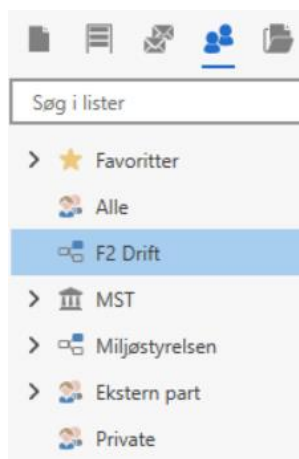 Søg i lister
Favoritter
Alle
F2 Drift
MST
Miljøstyrelsen
Ekstern part
Private